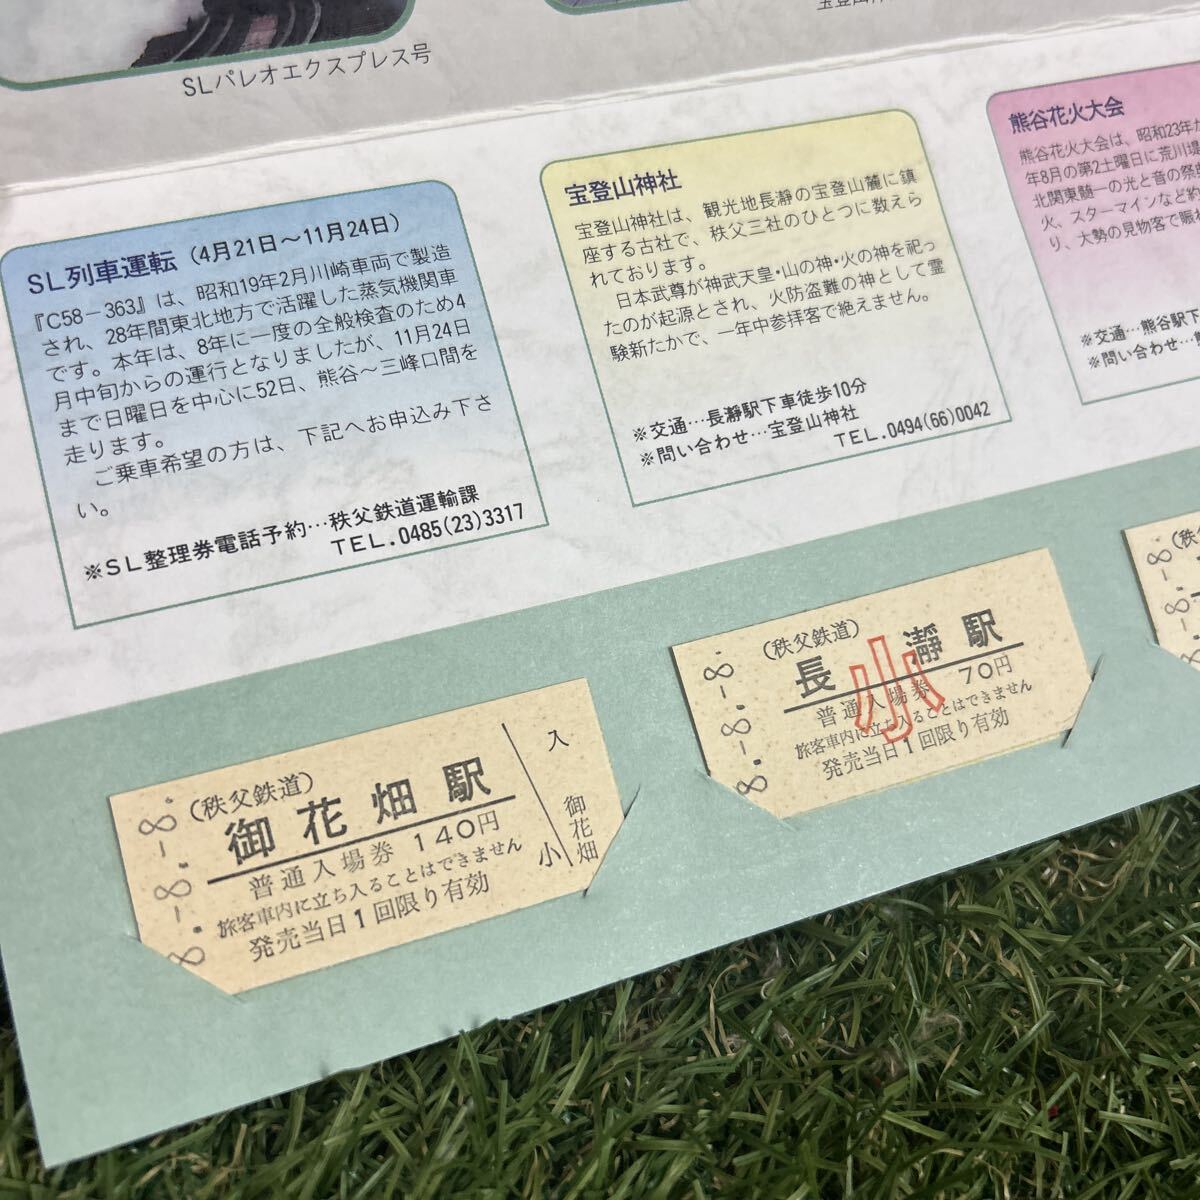 SLパレオエクスプレス号
SL列車運転 (4月21日～11月24日)
『C58－363』は、昭和19年2月川崎車両で製造
され、28年間東北地方で活躍した蒸気機関車
です。本年は、8年に一度の全般検査のため4
月中旬からの運行となりましたが、11月24日
まで日曜日を中心に52日、熊谷～三峰口間を
走ります。
ご乗車希望の方は、下記へお申込み下さ
い。
※SL整理券電話予約…秩父鉄道運輸課
TEL.0485(23)3317
宝登山神社
宝登山神社は、観光地長瀞の宝登山麓に鎮
座する古社で、秩父三社のひとつに数えら
れております。
日本武尊が神武天皇・山の神・火の神を祀っ
たのが起源とされ、火防盗難の神として霊
験新たかで、一年中参拝客で絶えません。
※交通…長瀞駅下車徒歩10分
※問い合わせ…宝登山神社
TEL.0494(66)0042
熊谷花火大会
熊谷花火大会は、昭和23年
年8月の第2土曜日に荒川堤
北関東髄一の光と音の祭
火、スターマインなど約
り、大勢の見物客で賑
※交通…熊谷駅下
※問い合わせ…
8.-8.-8.
(秩父鉄道)
御花畑駅
普通入場券 140円
旅客車内に立ち入ることはできません
発売当日1回限り有効
入
御花畑
小
8.-8.-8.
(秩父鉄道)
長瀞駅
小
普通入場券 70円
旅客車内に立ち入ることはできません
発売当日1回限り有効
8.-8.-8.
(秩